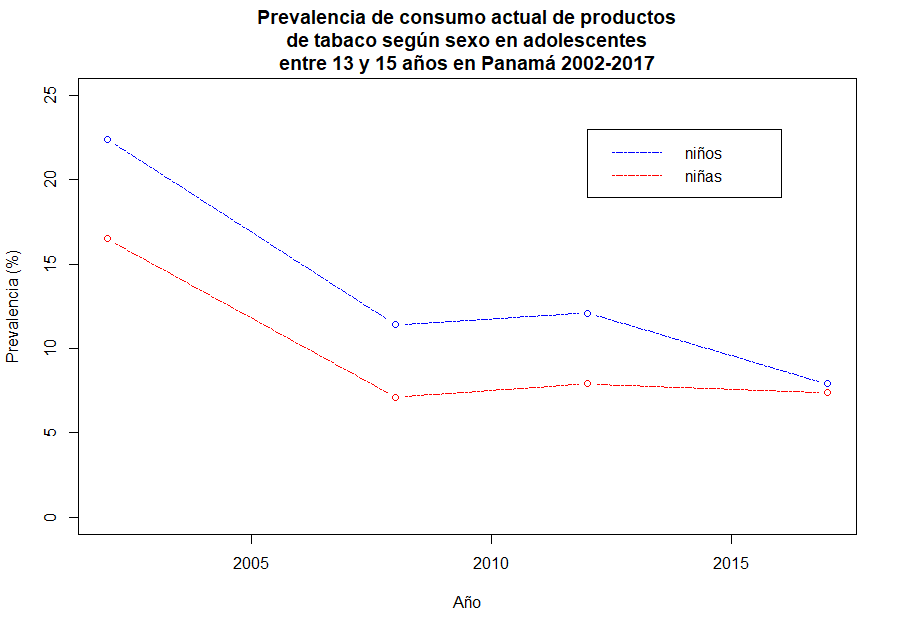 Prevalencia de consumo actual de productos
de tabaco según sexo en adolescentes
entre 13 y 15 años en Panamá 2002-2017
25
20
15
10
5
0
Prevalencia (%)
niños
niñas
2005
2010
2015
Año